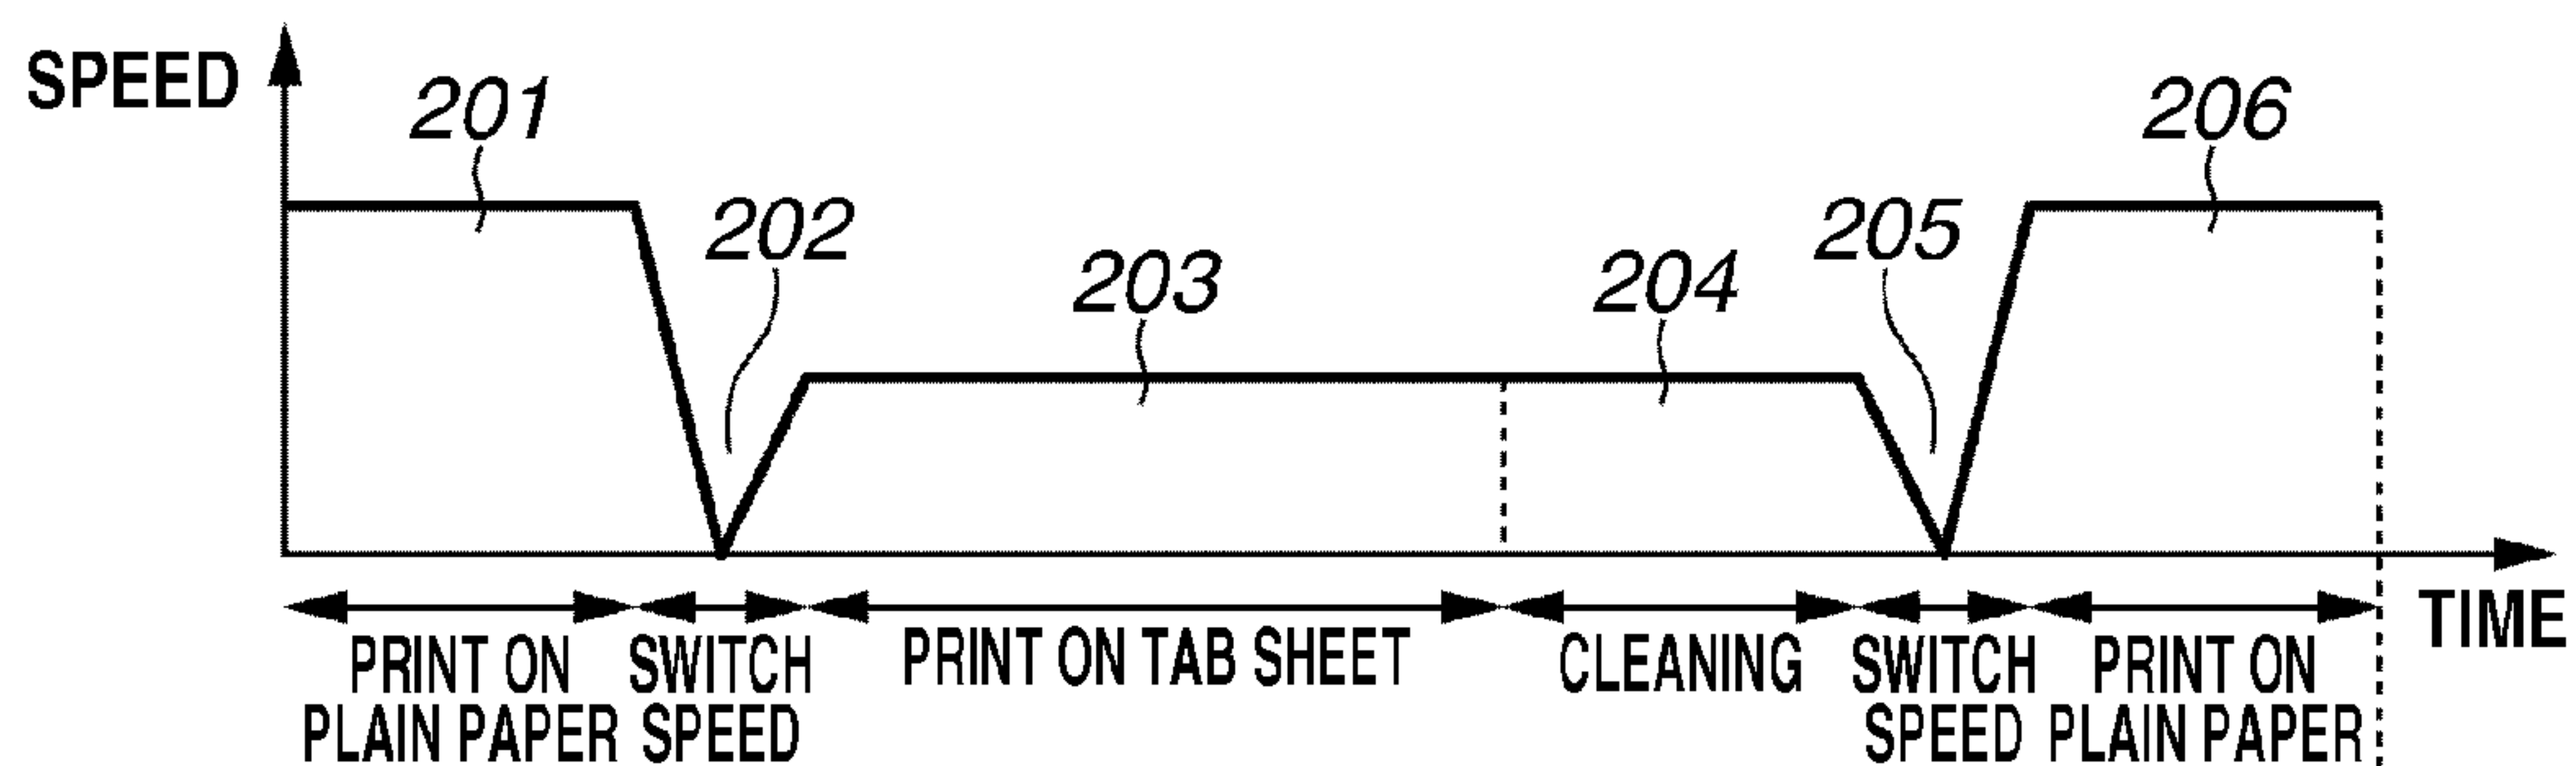 SPEED
201
202
203
204
205
206
TIME
PRINT ON
PLAIN PAPER
SWITCH
SPEED
PRINT ON TAB SHEET
CLEANING
SWITCH
SPEED
PRINT ON
PLAIN PAPER